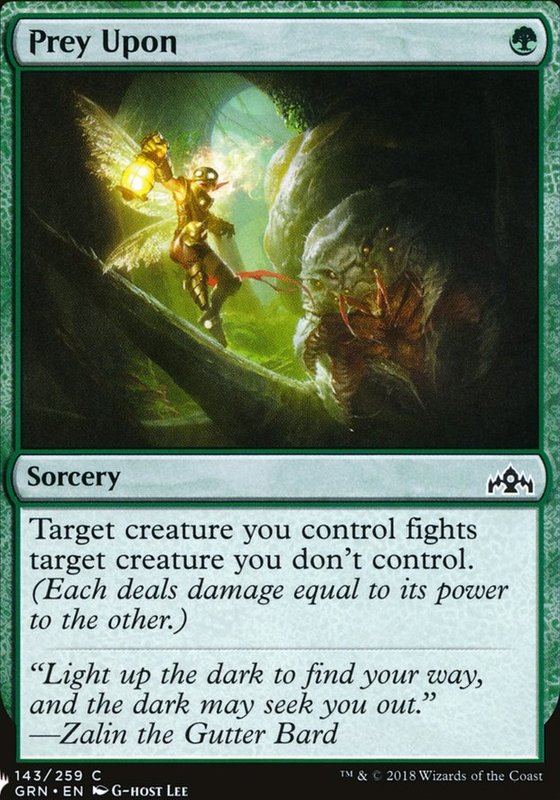 Prey Upon
Sorcery
Target creature you control fights
target creature you don't control.
(Each deals damage equal to its power
to the other.)
“Light up the dark to find your way,
and the dark may seek you out.”
—Zalin the Gutter Bard
143/259 C
GRN • EN G-HOST LEE
™ & © 2018 Wizards of the Coast